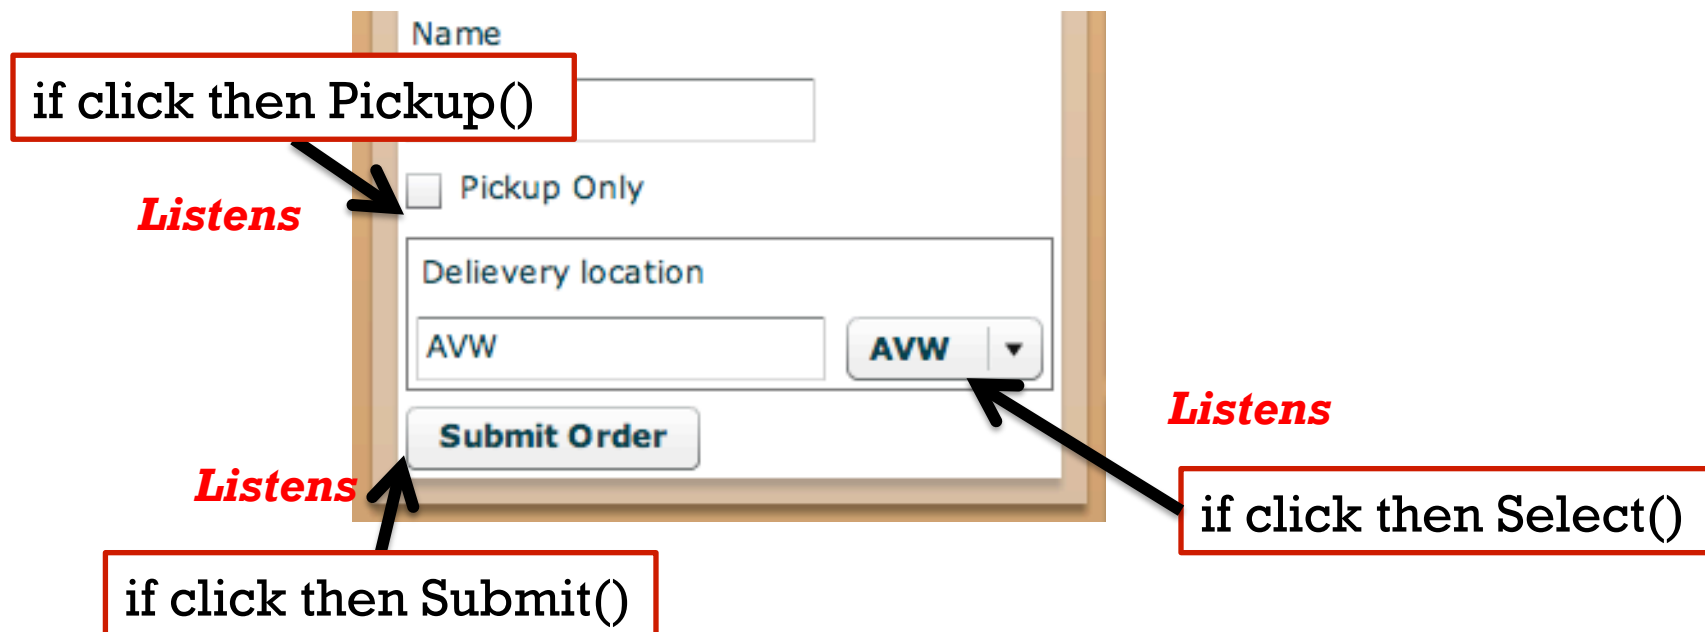 Name
if click then Pickup()
Pickup Only
Listens
Delievery location
AVW
AVW
Listens
Submit Order
Listens
if click then Select()
if click then Submit()